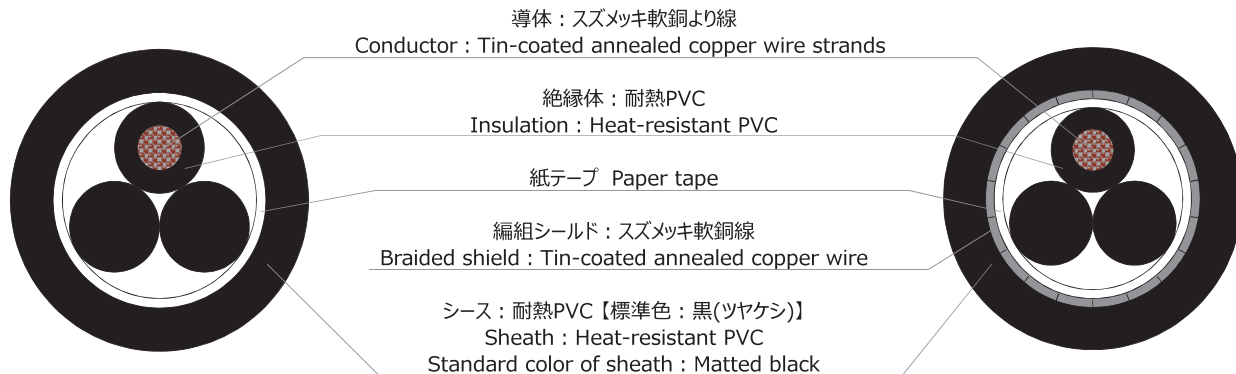 導体：スズメッキ軟銅より線
Conductor : Tin-coated annealed copper wire strands
絶縁体：耐熱PVC
Insulation : Heat-resistant PVC
紙テープ Paper tape
編組シールド：スズメッキ軟銅線
Braided shield : Tin-coated annealed copper wire
シース：耐熱PVC【標準色：黒(ツヤケシ)】
Sheath : Heat-resistant PVC
Standard color of sheath : Matted black